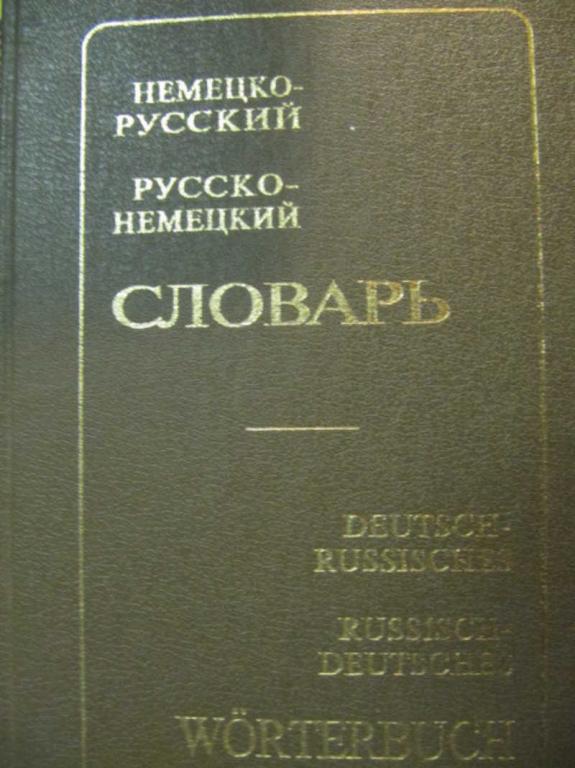 НЕМЕЦКО-
РУССКИЙ
РУССКО-
НЕМЕЦКИЙ
СЛОВАРЬ
DEUTSCH-
RUSSISCHES
RUSSISCH-
DEUTSCHES
WÖRTERBUCH